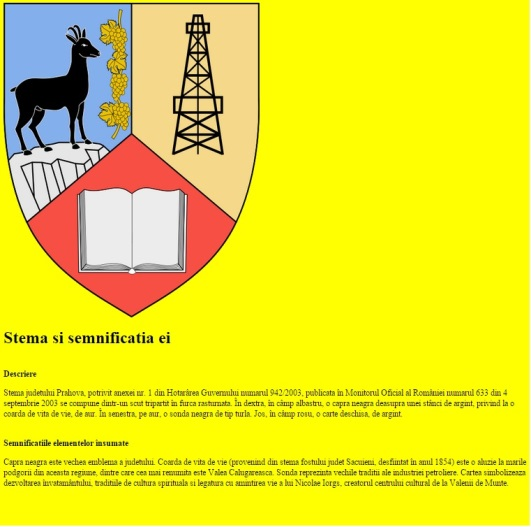 Stema si semnificatia ei
Descriere
Stema judetului Prahova, potrivit anexei nr. 1 din Hotarârea Guvernului numarul 942/2003, publicata în Monitorul Oficial al României numarul 633 din 4
septembrie 2003 se compune dintr-un scut tripartit în furca rasturnata. În dextra, în câmp albastru, o capra neagra deasupra unei stânci de argint, privind la o
coarda de vita de vie, de aur. În senestra, pe aur, o sonda neagra de tip turla. Jos, în câmp rosu, o carte deschisa, de argint.
Semnificatiile elementelor insumate
Capra neagra este vechea emblema a judetului. Coarda de vita de vie (provenind din stema fostului judet Sacuieni, desfiintat în anul 1854) este o aluzie la marile
podgorii din aceasta regiune, dintre care cea mai renumita este Valea Calugareasca. Sonda reprezinta vechile traditii ale industriei petroliere. Cartea simbolizeaza
dezvoltarea învatamântului, traditiile de cultura spirituala si legatura cu amintirea vie a lui Nicolae Iorgs, creatorul centrului cultural de la Valenii de Munte.